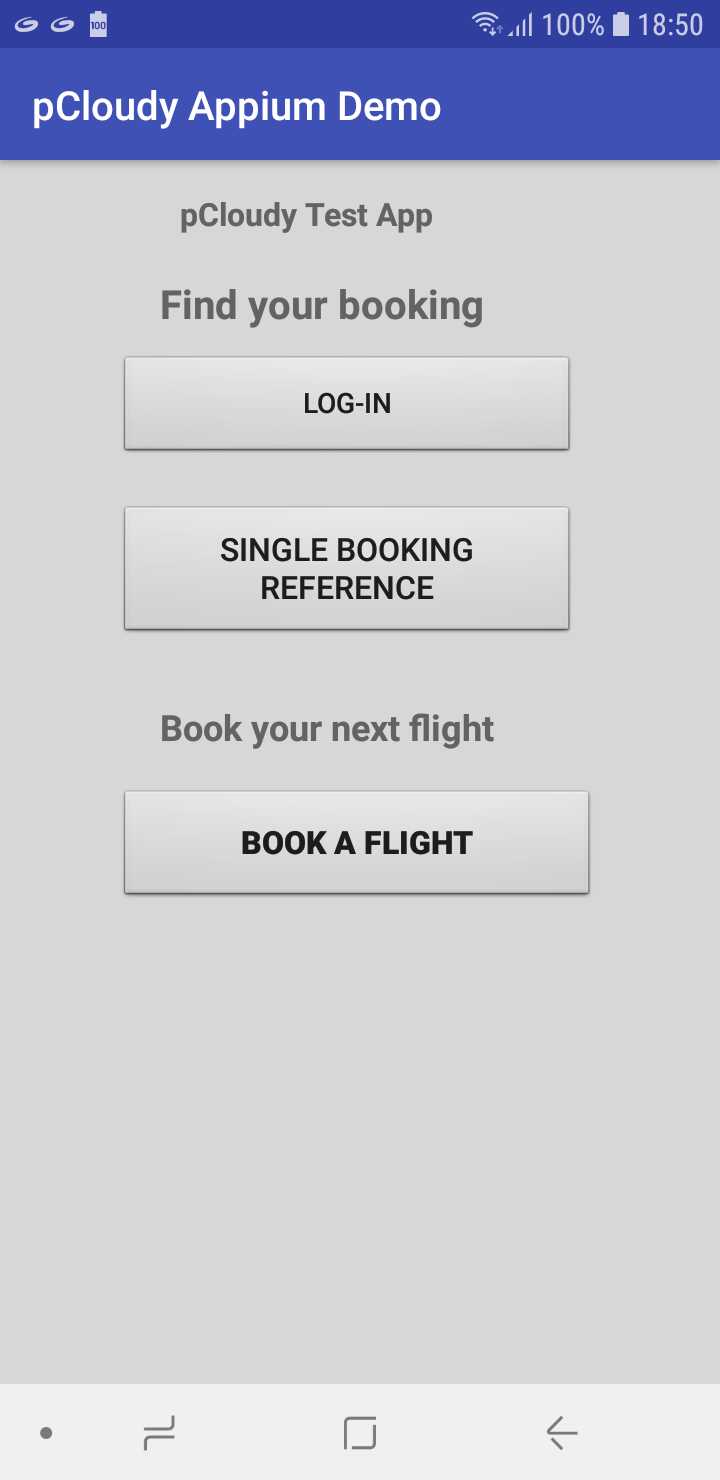 100 100% 18:50
pCloudy Appium Demo
pCloudy Test App
Find your booking
LOG-IN
SINGLE BOOKING
REFERENCE
Book your next flight
BOOK A FLIGHT